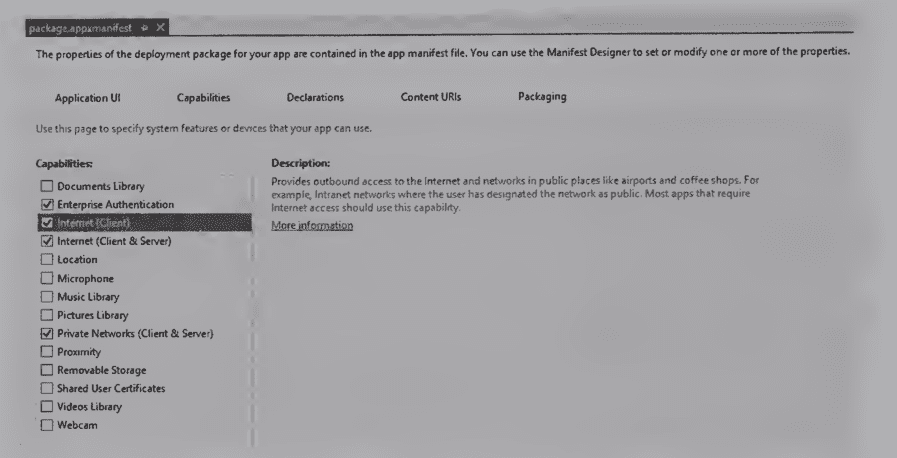 package.appxmanifest
The properties of the deployment package for your app are contained in the app manifest file. You can use the Manifest Designer to set or modify one or more of the properties.
Application UI Capabilities Declarations Content URIs Packaging
Use this page to specify system features or devices that your app can use.
Capabilities:
Documents Library
Enterprise Authentication
Internet (Client)
Internet (Client & Server)
Location
Microphone
Music Library
Pictures Library
Private Networks (Client & Server)
Proximity
Removable Storage
Shared User Certificates
Videos Library
Webcam
Description:
Provides outbound access to the Internet and networks in public places like airports and coffee shops. For
example, Intranet networks where the user has designated the network as public. Most apps that require
Internet access should use this capability.
More information